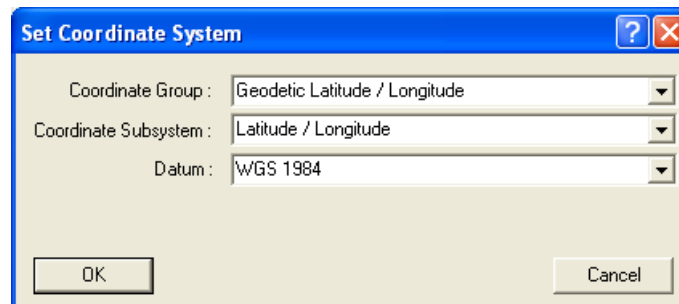 Set Coordinate System
Coordinate Group : Geodetic Latitude / Longitude
Coordinate Subsystem : Latitude / Longitude
Datum : WGS 1984
OK Cancel